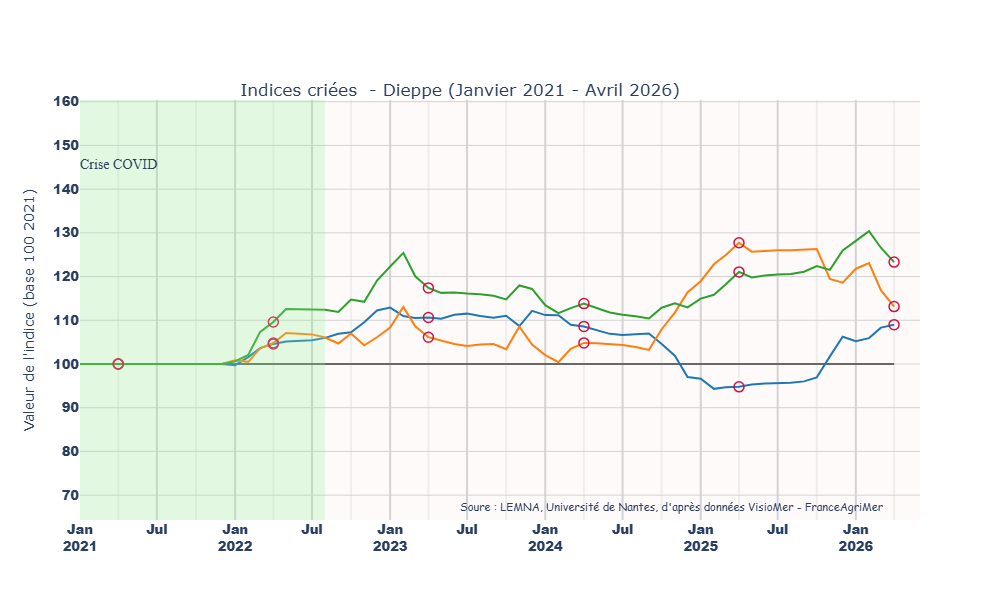 Indices criées  - Dieppe (Janvier 2021 - Avril 2026)
160
150
Crise COVID
140
130
120
110
100
90
80
70
Valeur de l'indice (base 100 2021)
Soure : LEMNA, Université de Nantes, d'après données VisioMer - FranceAgriMer
Jan Jul Jan Jul Jan Jul Jan Jul Jan Jul Jan
2021 2022 2023 2024 2025 2026